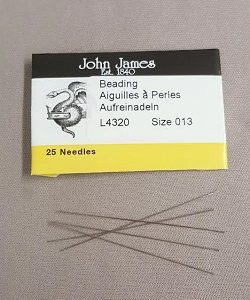 John James
Est. 1840
Beading
Aiguilles à Perles
Aufreinadeln
L4320 Size 013
25 Needles